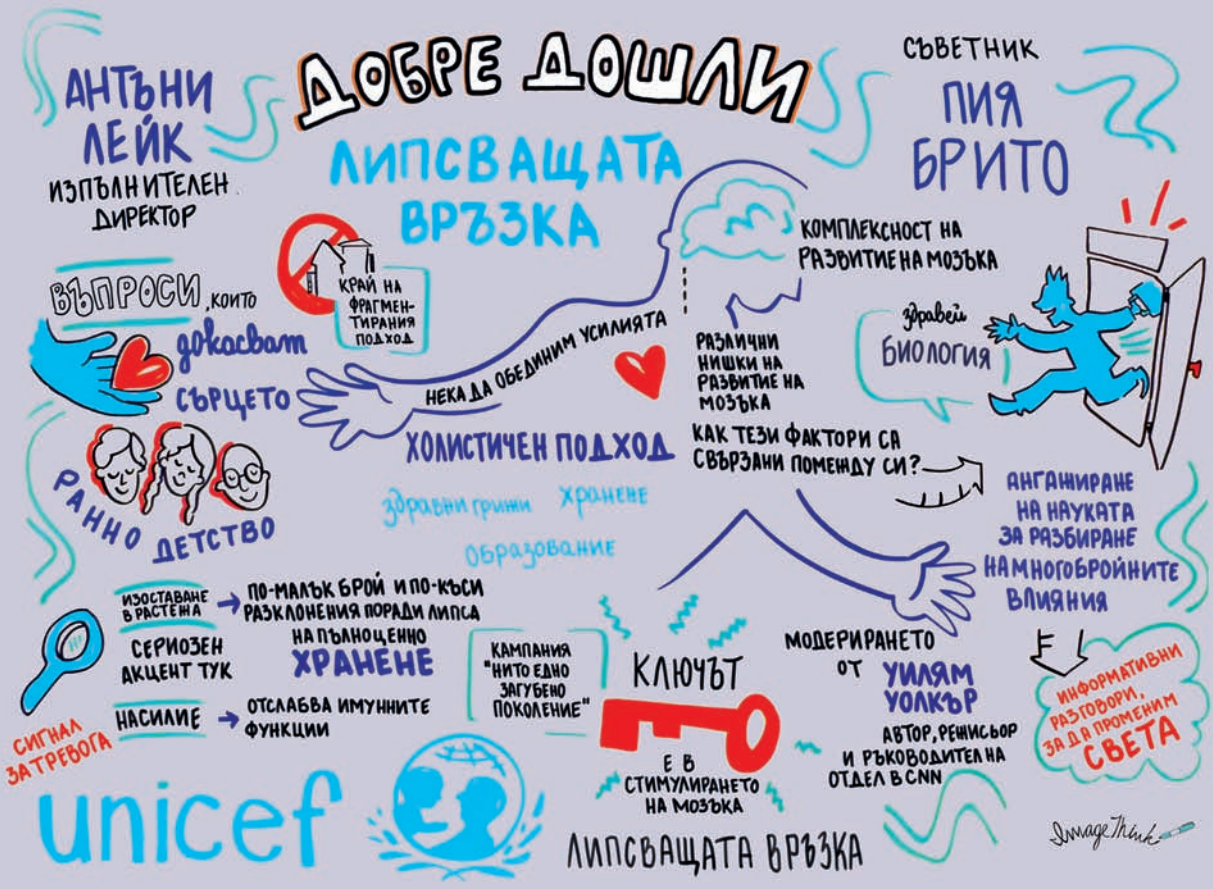 ДОБРЕ ДОШЛИ
ЛИПСВАЩАТА
ВРЪЗКА
АНТЪНИ
ЛЕЙК
ИЗПЪЛНИТЕЛЕН
ДИРЕКТОР
СЪВЕТНИК
ПИЯ
БРИТО
ВЪПРОСИ, КОИТО
докосват
СЪРЦЕТО
КРАЙ НА
ФРАГМЕН-
ТИРАНИЯ
ПОДХОД
НЕКА ДА ОБЕДИНИМ УСИЛИЯТА
КОМПЛЕКСНОСТ НА
РАЗВИТИЕ НА МОЗЪКА
здравей
БИОЛОГИЯ
РАЗЛИЧНИ
НИШКИ НА
РАЗВИТИЕ НА
МОЗЪКА
ХОЛИСТИЧЕН ПОДХОД
здравни грижи
ХРАНЕНЕ
ОБРАЗОВАНИЕ
КАК ТЕЗИ ФАКТОРИ СА
СВЪРЗАНИ ПОМЕНДУ СИ?
АНГАЖИРАНЕ
НА НАУКАТА
ЗА РАЗБИРАНЕ
НА МНОГОБРОЙНИТЕ
ВЛИЯНИЯ
РАННО ДЕТСТВО
ИЗОСТАВАНЕ
В РАСТЕНА
ПО-МАЛЪК БРОЙ И ПО-КЪСИ
РАЗКЛОНЕНИЯ ПОРАДИ ЛИПСА
НА ПЪЛНОЦЕННО
ХРАНЕНЕ
СЕРИОЗЕН
АКЦЕНТ ТУК
НАСИЛИЕ
ОТСЛАБВА ИМУННИТЕ
ФУНКЦИИ
СИГНАЛ
ЗА ТРЕВОГА
КАМПАНИЯ
"НИТО ЕДНО
ЗАГУБЕНО
ПОКОЛЕНИЕ"
КЛЮЧЪТ
Е В
СТИМУЛИРАНЕТО
НА МОЗЪКА
МОДЕРИРАНЕТО
ОТ УИЛЯМ
УОЛКЪР
АВТОР, РЕЖИСЬОР
И РЪКОВОДИТЕЛ НА
ОТДЕЛ В CNN
ИНФОРМАТИВНИ
РАЗГОВОРИ,
ЗА ДА ПРОМЕНИМ
СВЕТА
unicef
ЛИПСВАЩАТА ВРЪЗКА
ImageThink